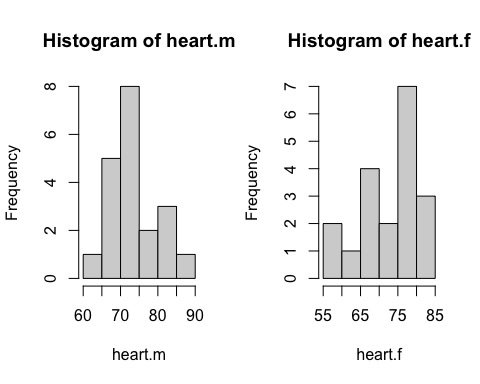 Histogram of heart.m
Frequency
0 2 4 6 8
60 70 80 90
heart.m
Histogram of heart.f
Frequency
0 1 2 3 4 5 6 7
55 65 75 85
heart.f